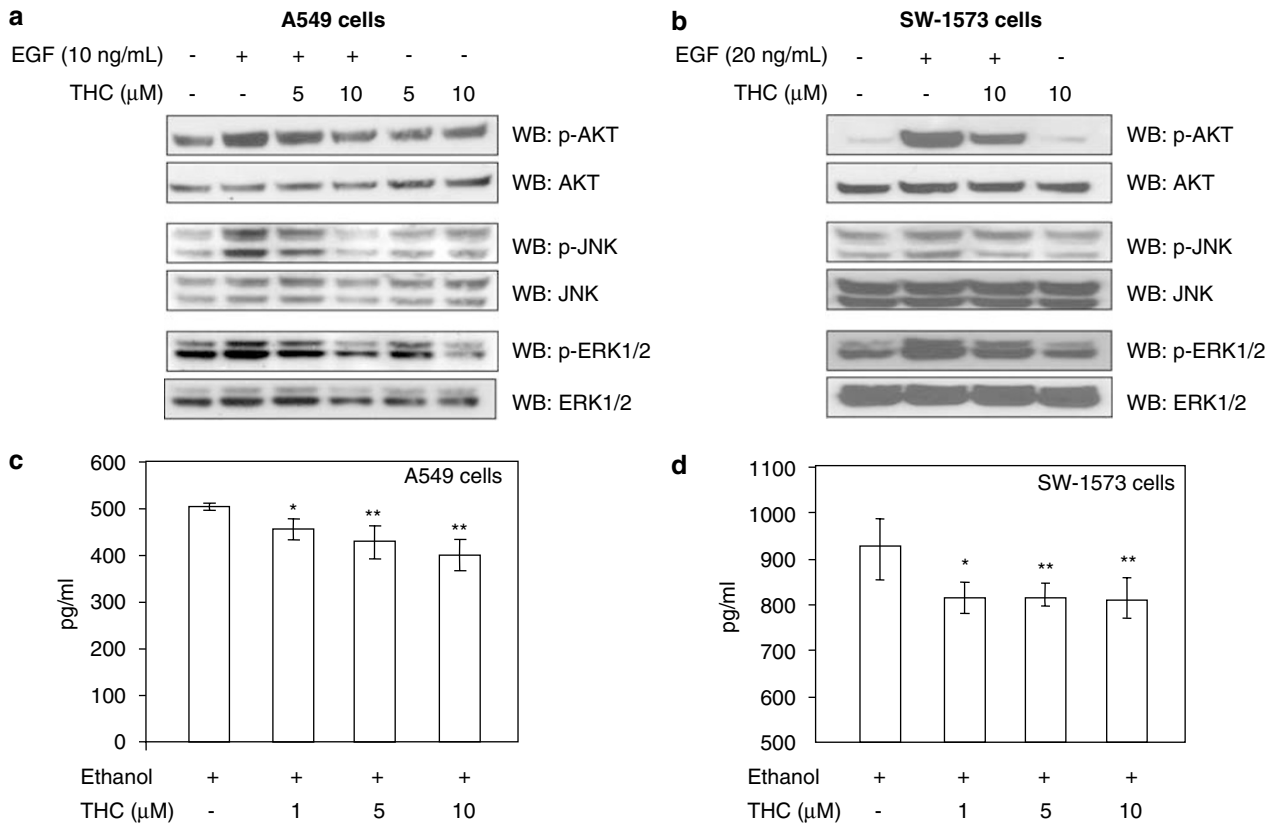 a
A549 cells
EGF (10 ng/mL) - + + + - -
THC (μM) - - 5 10 5 10
WB: p-AKT
WB: AKT
WB: p-JNK
WB: JNK
WB: p-ERK1/2
WB: ERK1/2
b
SW-1573 cells
EGF (20 ng/mL) - + + -
THC (μM) - - 10 10
WB: p-AKT
WB: AKT
WB: p-JNK
WB: JNK
WB: p-ERK1/2
WB: ERK1/2
c
A549 cells
600
500
400
300
200
100
0
pg/ml
* ** **
Ethanol + + + +
THC (μM) - 1 5 10
d
SW-1573 cells
1100
1000
900
800
700
600
500
pg/ml
* ** **
Ethanol + + + +
THC (μM) - 1 5 10